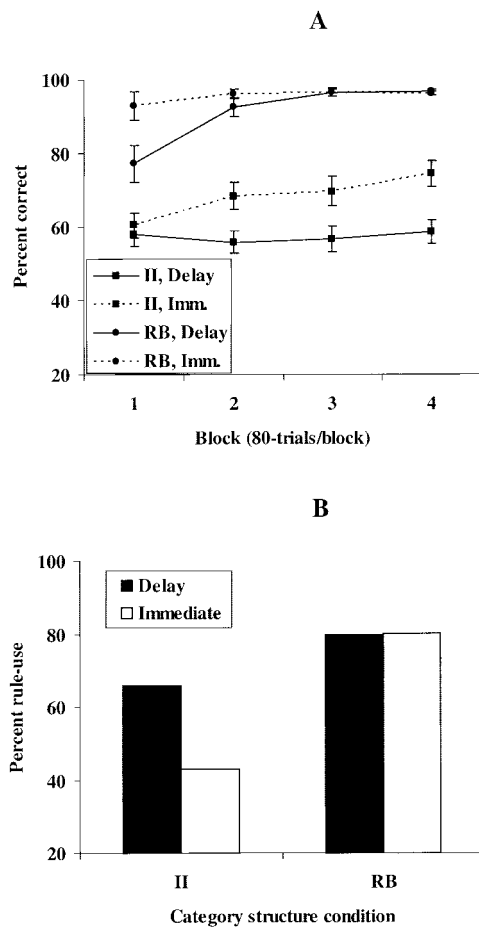 A
100
80
60
40
20
Percent correct
II, Delay
II, Imm.
RB, Delay
RB, Imm.
1 2 3 4
Block (80-trials/block)
B
100
80
60
40
20
Percent rule-use
Delay
Immediate
II RB
Category structure condition